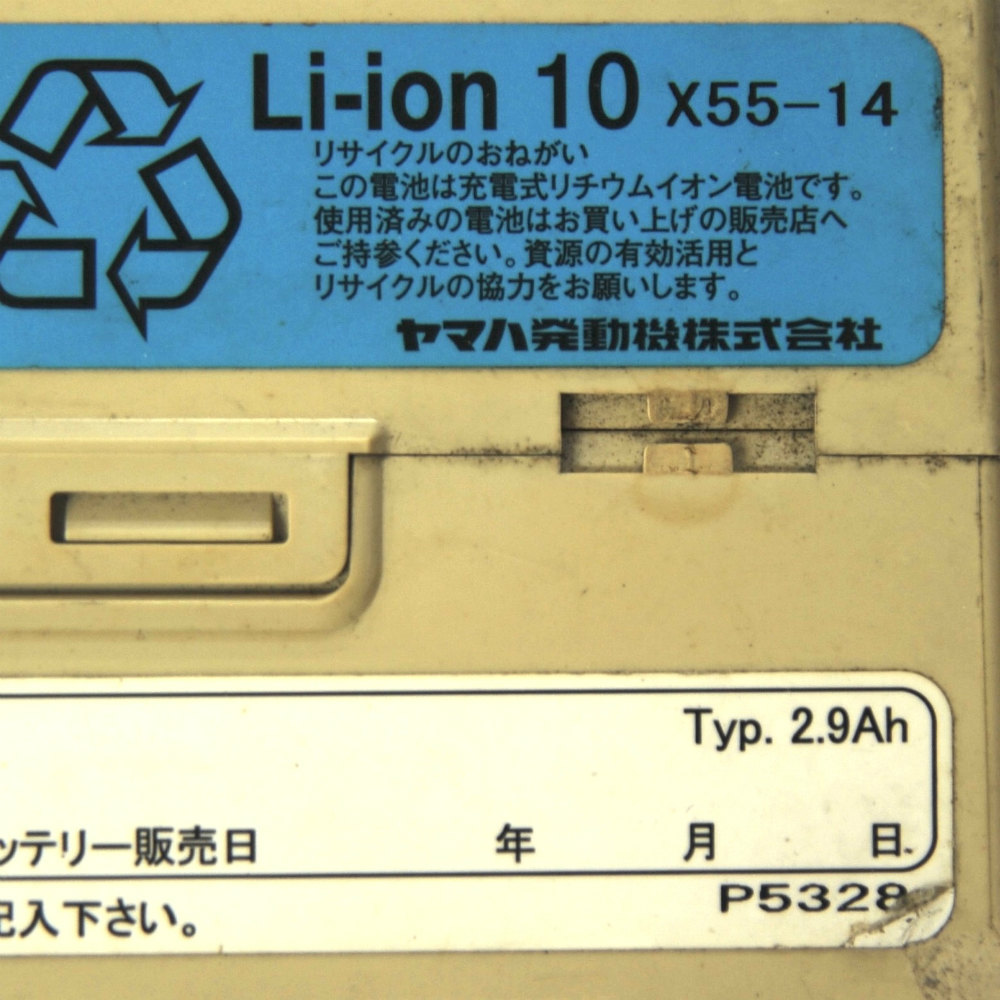 Li-ion 10 X55-14
リサイクルのおねがい
この電池は充電式リチウムイオン電池です。
使用済みの電池はお買い上げの販売店へ
ご持参ください。資源の有効活用と
リサイクルの協力をお願いします。
ヤマハ発動機株式会社
Typ. 2.9Ah
ッテリー販売日 年 月 日
記入下さい。
P5328